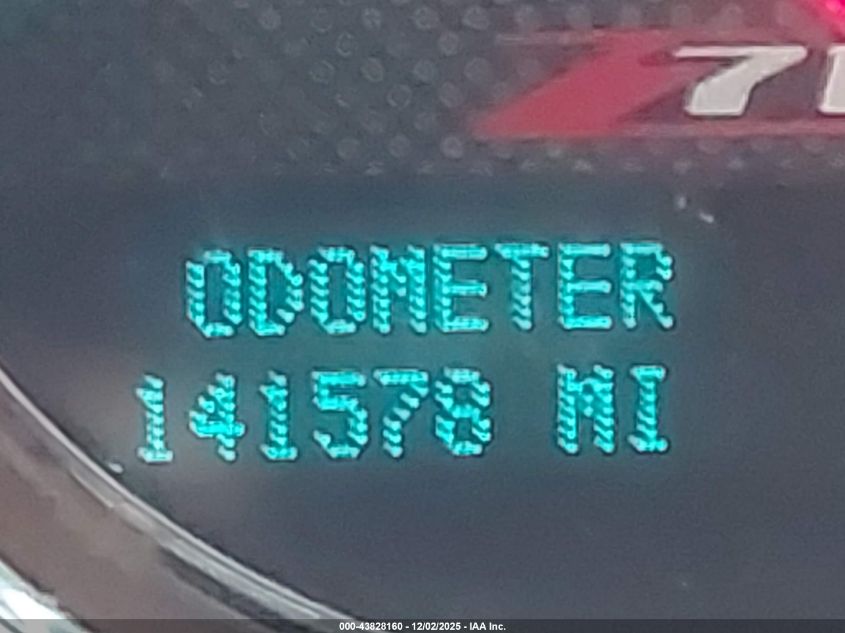 ODOMETER
141578 MI
000-43828160 - 12/02/2025 - IAA Inc.